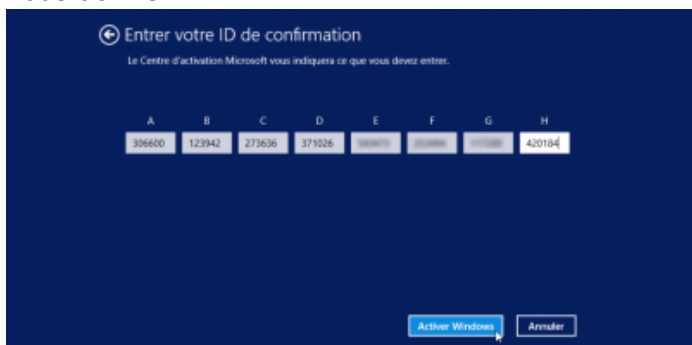 Entrer votre ID de confirmation
Le Centre d'activation Microsoft vous indiquera ce que vous devez entrer.
A B C D E F G H
306600 123942 273636 371026 420184
Activer Windows Annuler